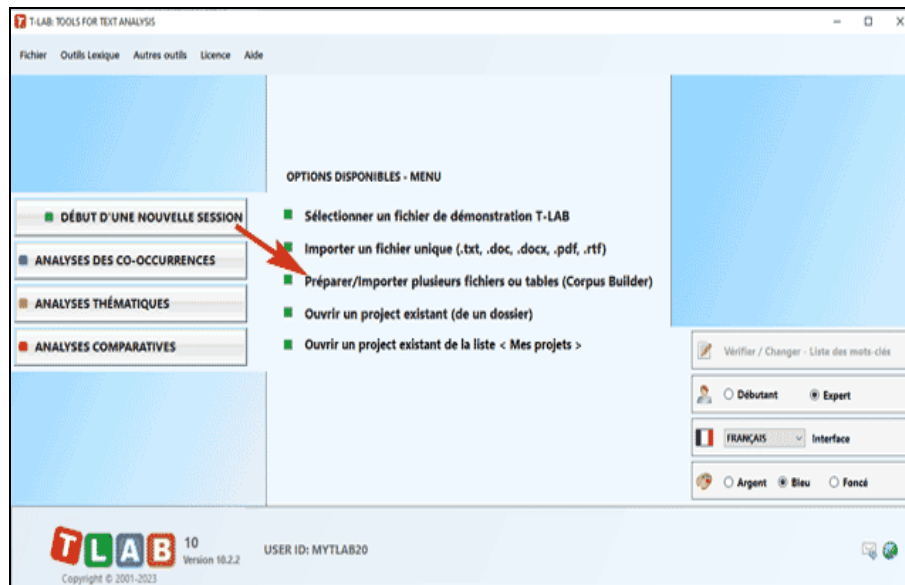 T-LAB: TOOLS FOR TEXT ANALYSIS
Fichier Outils Lexique Autres outils Licence Aide
OPTIONS DISPONIBLES - MENU
DÉBUT D'UNE NOUVELLE SESSION
ANALYSES DES CO-OCCURRENCES
ANALYSES THÉMATIQUES
ANALYSES COMPARATIVES
Sélectionner un fichier de démonstration T-LAB
Importer un fichier unique (.txt, .doc, .docx, .pdf, .rtf)
Préparer/Importer plusieurs fichiers ou tables (Corpus Builder)
Ouvrir un project existant (de un dossier)
Ouvrir un project existant de la liste < Mes projets >
Vérifier / Changer - Liste des mots-clés
Débutant Expert
FRANÇAIS Interface
Argent Bleu Foncé
T LAB 10
Version 10.2.2
Copyright © 2001-2023
USER ID: MYTLAB20